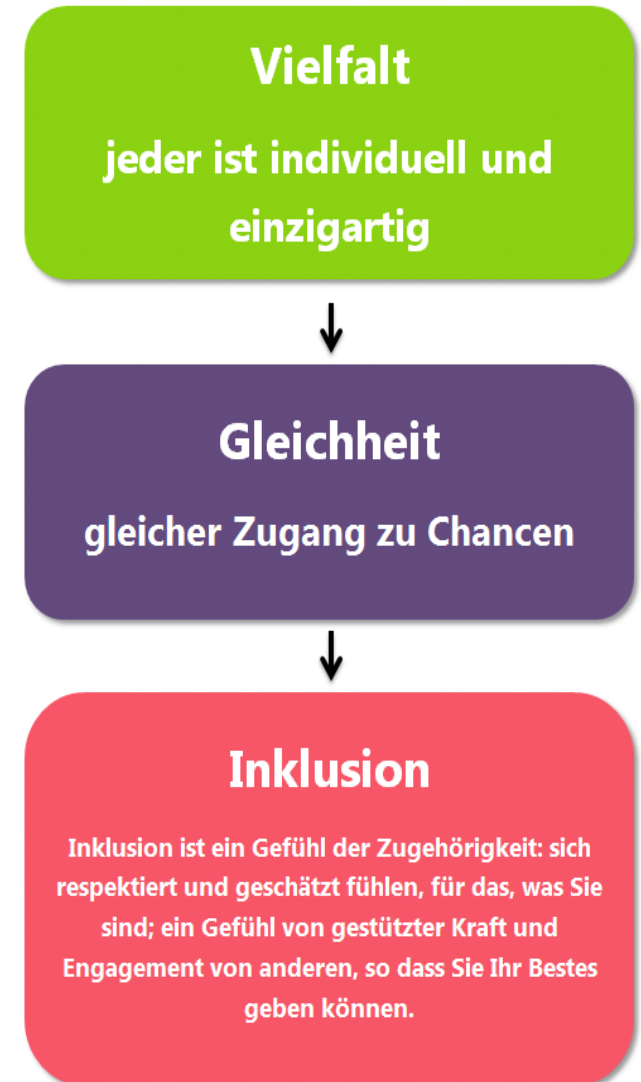 Vielfalt
jeder ist individuell und
einzigartig
Gleichheit
gleicher Zugang zu Chancen
Inklusion
Inklusion ist ein Gefühl der Zugehörigkeit: sich
respektiert und geschätzt fühlen, für das, was Sie
sind; ein Gefühl von gestützter Kraft und
Engagement von anderen, so dass Sie Ihr Bestes
geben können.